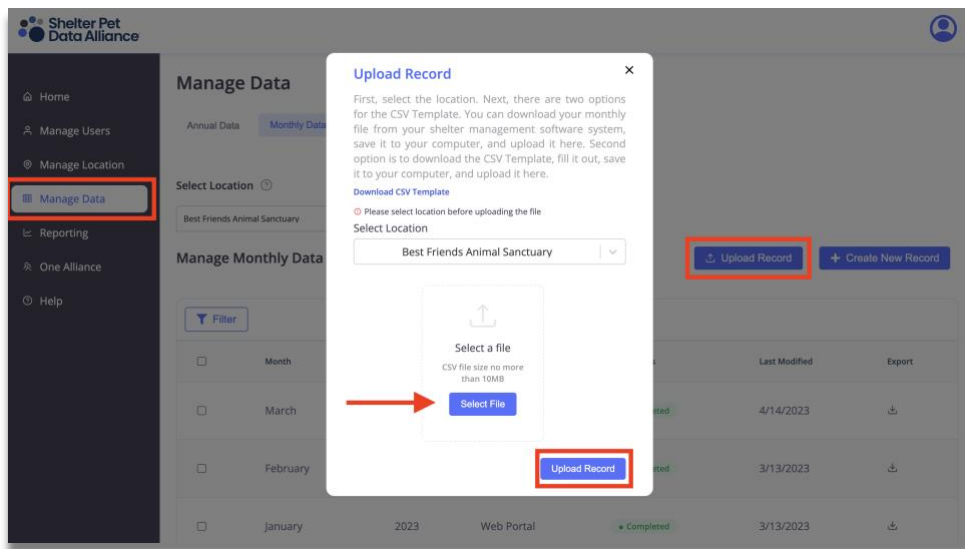 Shelter Pet
Data Alliance
Home
Manage Users
Manage Location
Manage Data
Reporting
One Alliance
Help
Manage Data
Annual Data
Monthly Data
Select Location
Best Friends Animal Sanctuary
Manage Monthly Data
Upload Record
Create New Record
Filter
Month
Last Modified
Export
March
4/14/2023
February
3/13/2023
January
2023
Web Portal
Completed
3/13/2023
Upload Record
First, select the location. Next, there are two options
for the CSV Template. You can download your monthly
file from your shelter management software system,
save it to your computer, and upload it here. Second
option is to download the CSV Template, fill it out, save
it to your computer, and upload it here.
Download CSV Template
Please select location before uploading the file
Select Location
Best Friends Animal Sanctuary
Select a file
CSV file size no more
than 10MB
Select File
Upload Record